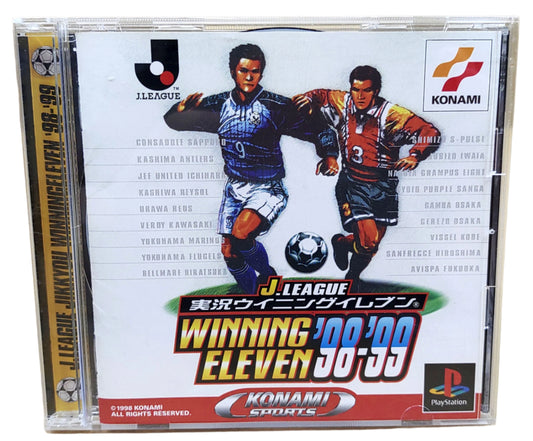 J.LEAGUE JIKKYOU WINNINGELEVEN '98-'99
J.LEAGUE™
KONAMI
CONSADOLE SAPPORO
KASHIMA ANTLERS
JEF UNITED ICHIHARA
KASHIWA REYSOL
URAWA REDS
VERDY KAWASAKI
YOKOHAMA MARINOS
YOKOHAMA FLUGELS
BELLMARE HIRATSUKA
9
3
SHIMIZU S-PULSE
JUBILO IWATA
NAGOYA GRAMPUS EIGHT
KYOTO PURPLE SANGA
GAMBA OSAKA
CEREZO OSAKA
VISSEL KOBE
SANFRECCE HIROSHIMA
AVISPA FUKUOKA
J.LEAGUE
実況ウイニングイレブン®
WINNING
ELEVEN '98-'99
KONAMI
SPORTS
©1998 KONAMI
ALL RIGHTS RESERVED.
PlayStation